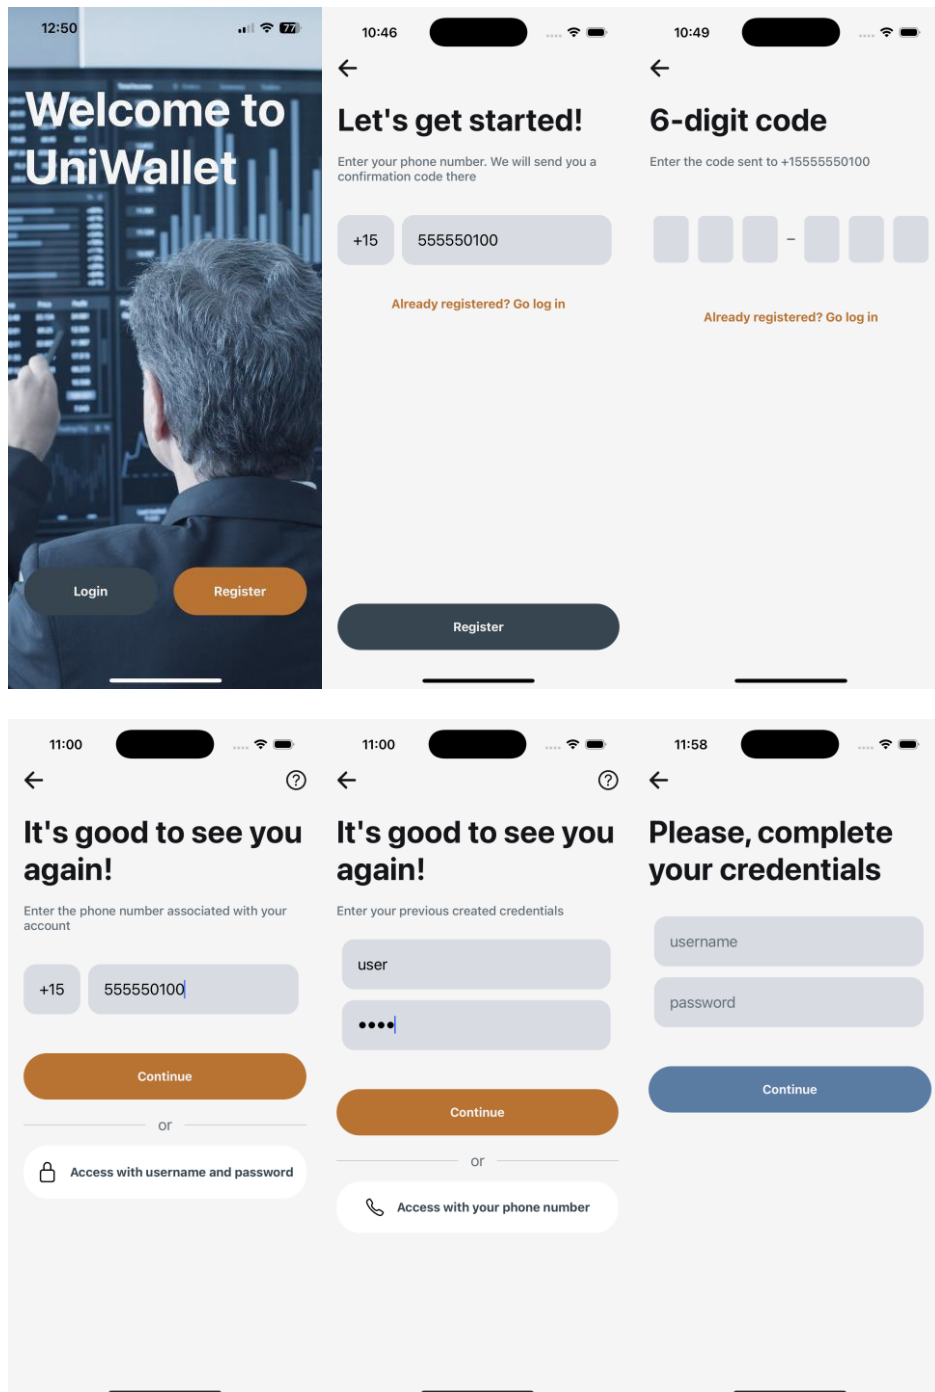 12:50
77
Welcome to
UniWallet
Login
Register
10:46
Let's get started!
Enter your phone number. We will send you a
confirmation code there
+15
555550100
Already registered? Go log in
Register
10:49
6-digit code
Enter the code sent to +15555550100
–
Already registered? Go log in
11:00
It's good to see you
again!
Enter the phone number associated with your
account
+15
555550100
Continue
or
Access with username and password
11:00
It's good to see you
again!
Enter your previous created credentials
user
••••
Continue
or
Access with your phone number
11:58
Please, complete
your credentials
username
password
Continue